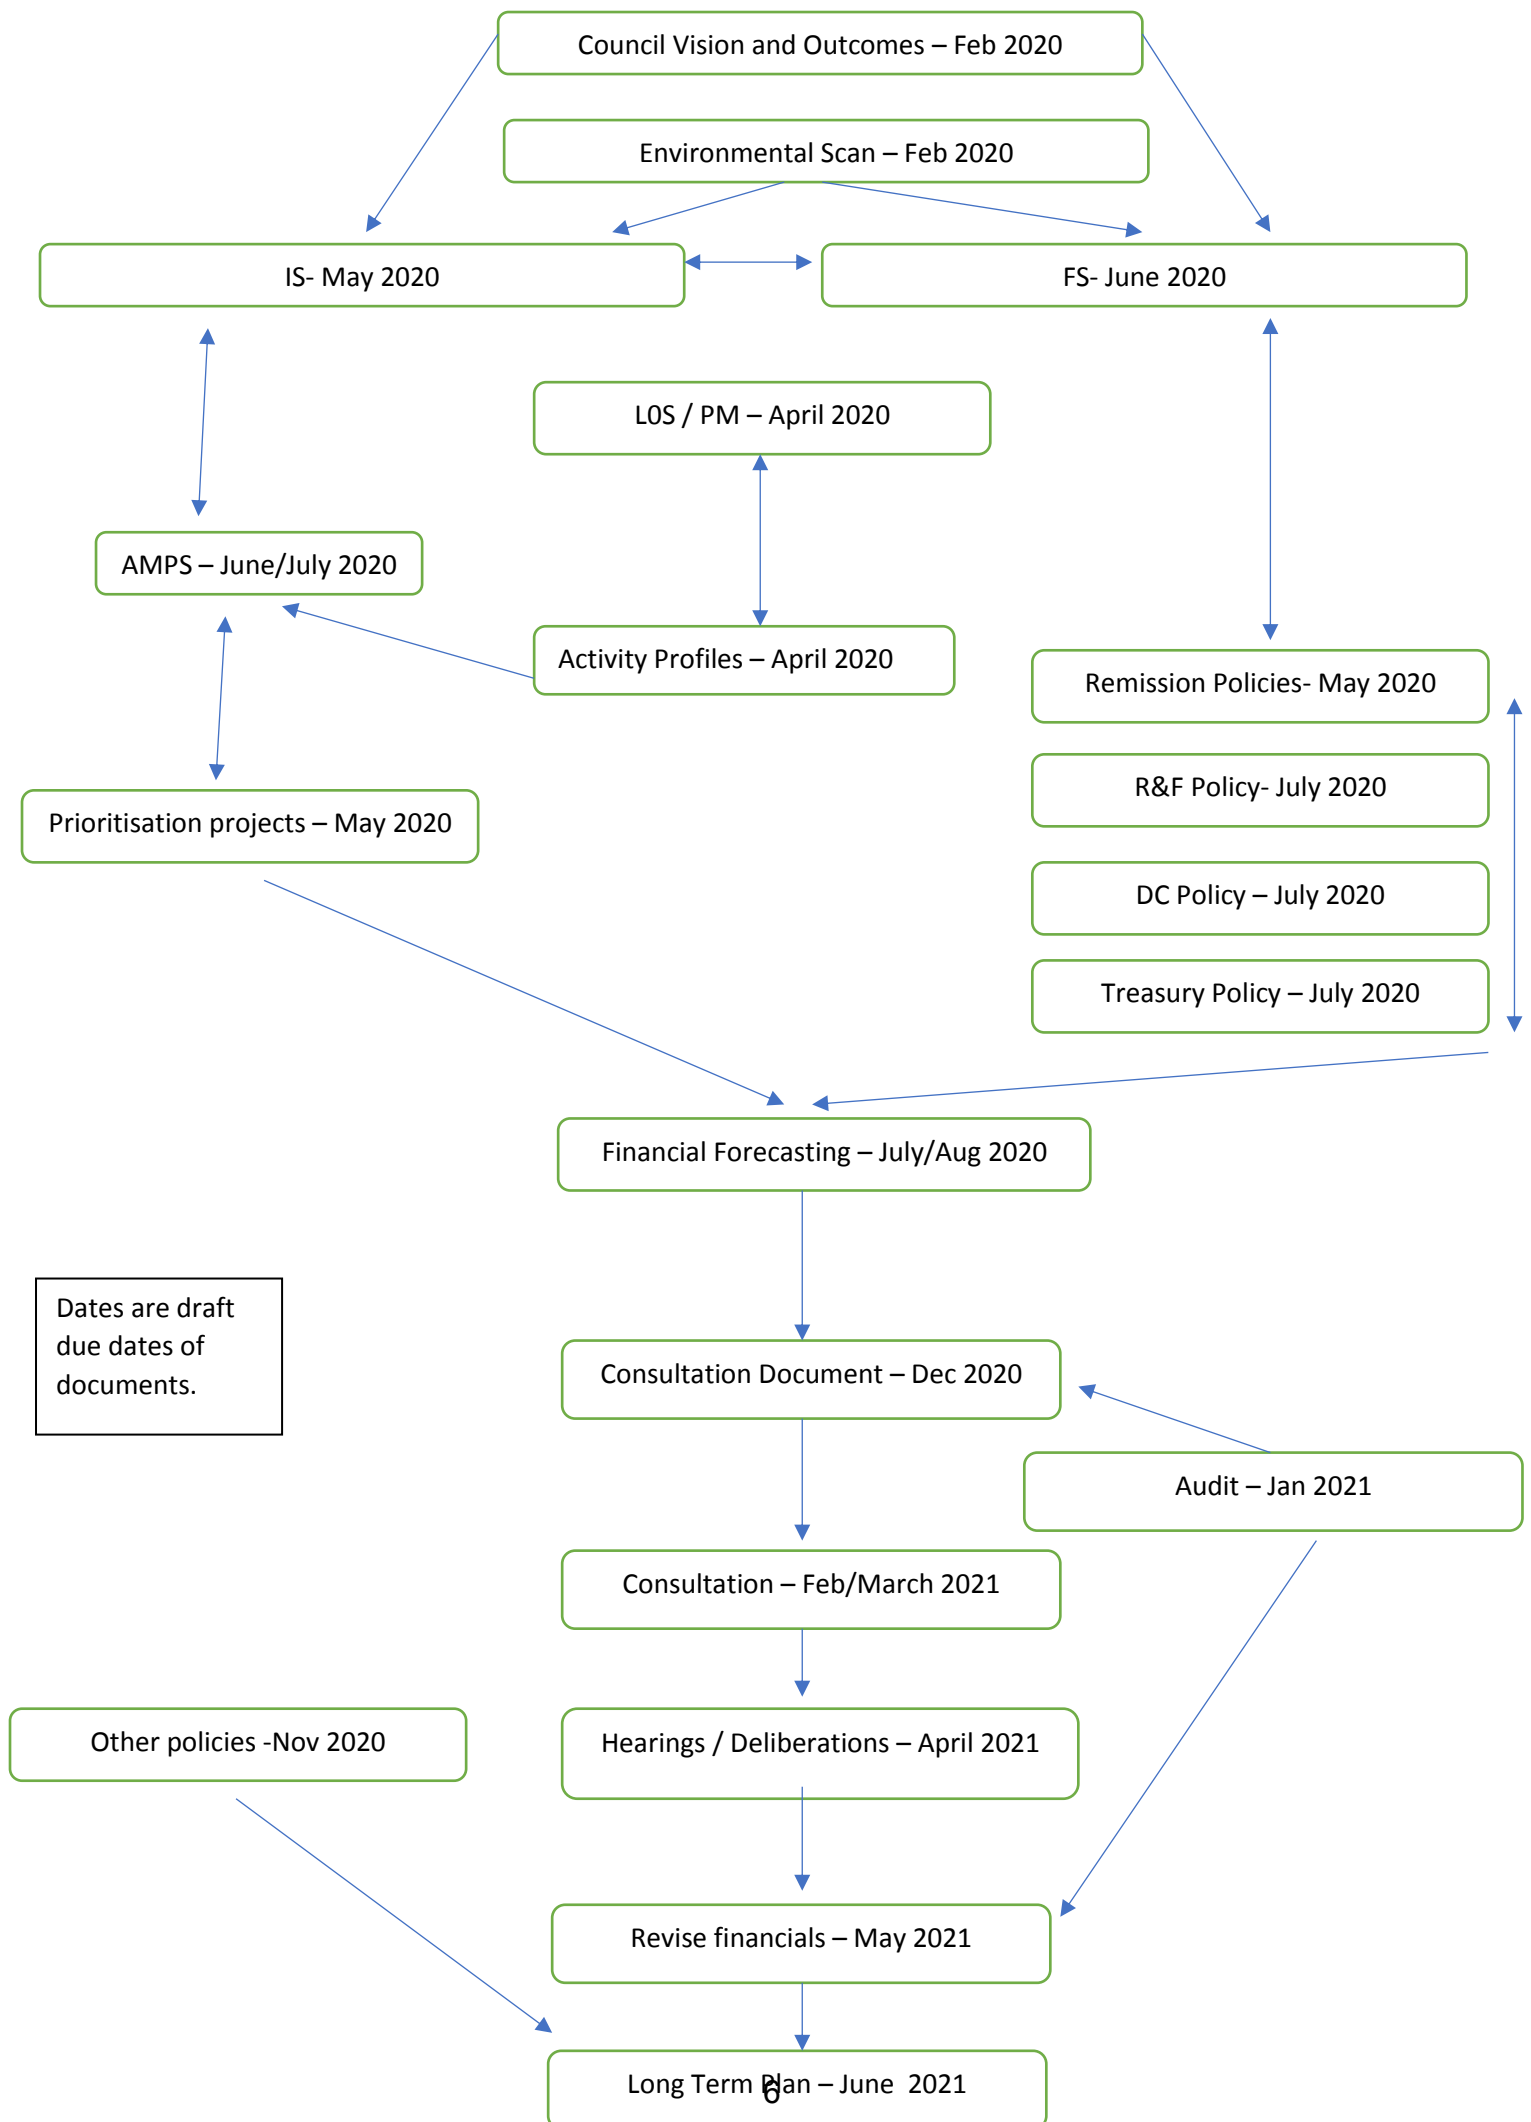 Council Vision and Outcomes – Feb 2020
Environmental Scan – Feb 2020
IS- May 2020
FS- June 2020
L0S / PM – April 2020
AMPS – June/July 2020
Activity Profiles – April 2020
Remission Policies- May 2020
R&F Policy- July 2020
Prioritisation projects – May 2020
DC Policy – July 2020
Treasury Policy – July 2020
Financial Forecasting – July/Aug 2020
Dates are draft
due dates of
documents.
Consultation Document – Dec 2020
Audit – Jan 2021
Consultation – Feb/March 2021
Other policies -Nov 2020
Hearings / Deliberations – April 2021
Revise financials – May 2021
Long Term Plan – June  2021
6